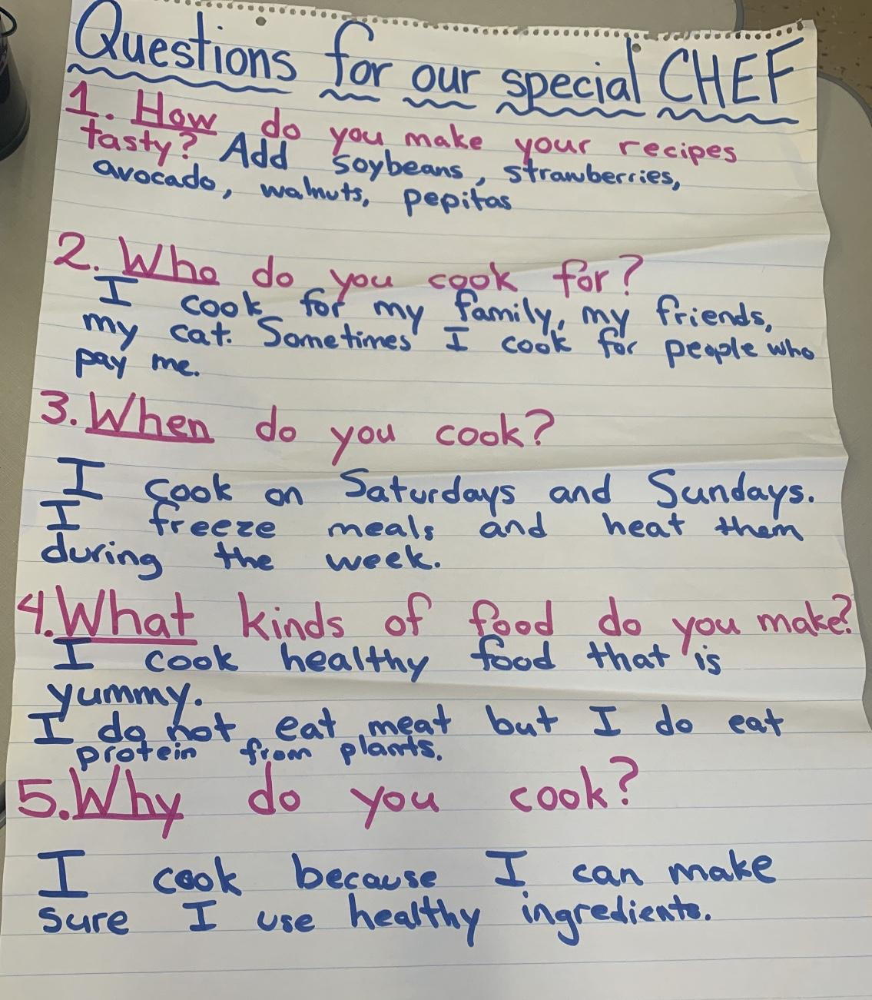 Questions for our special CHEF
1. How do you make your recipes
tasty? Add soybeans, strawberries,
avocado, walnuts, pepitas
2. Who do you cook for?
I cook for my family, my friends,
my cat. Sometimes I cook for people who
pay me.
3. When do you cook?
I cook on Saturdays and Sundays.
I freeze meals and heat them
during the week.
4. What kinds of food do you make?
I cook healthy food that is
yummy.
I do not eat meat but I do eat
protein from plants.
5. Why do you cook?
I cook because I can make
sure I use healthy ingredients.